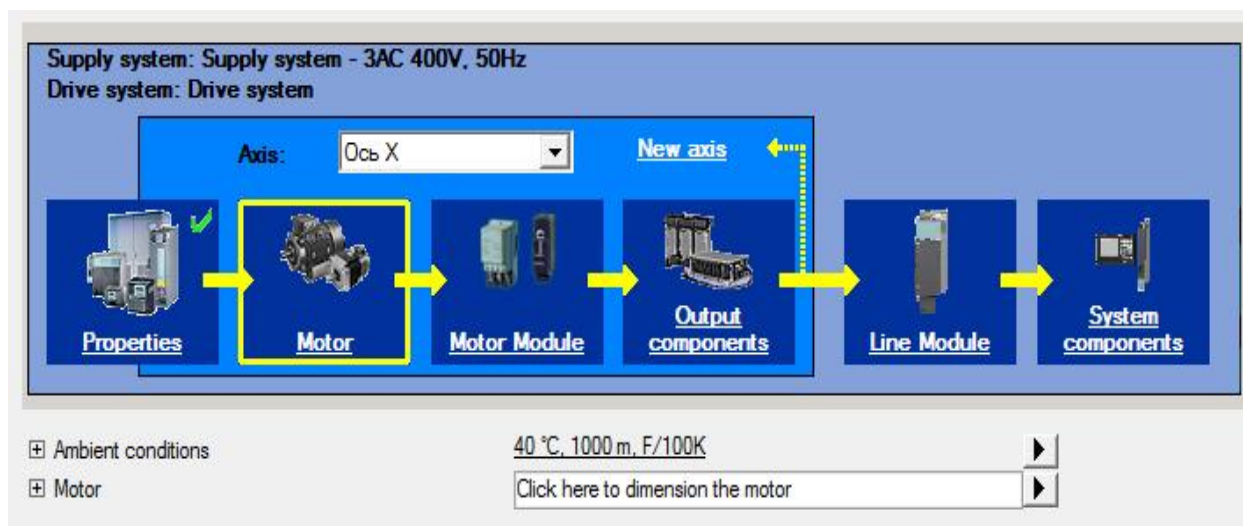 Supply system: Supply system - 3AC 400V, 50Hz
Drive system: Drive system
Axis: Ось X New axis
Properties Motor Motor Module Output components Line Module System components
Ambient conditions 40 °C, 1000 m, F/100K
Motor Click here to dimension the motor